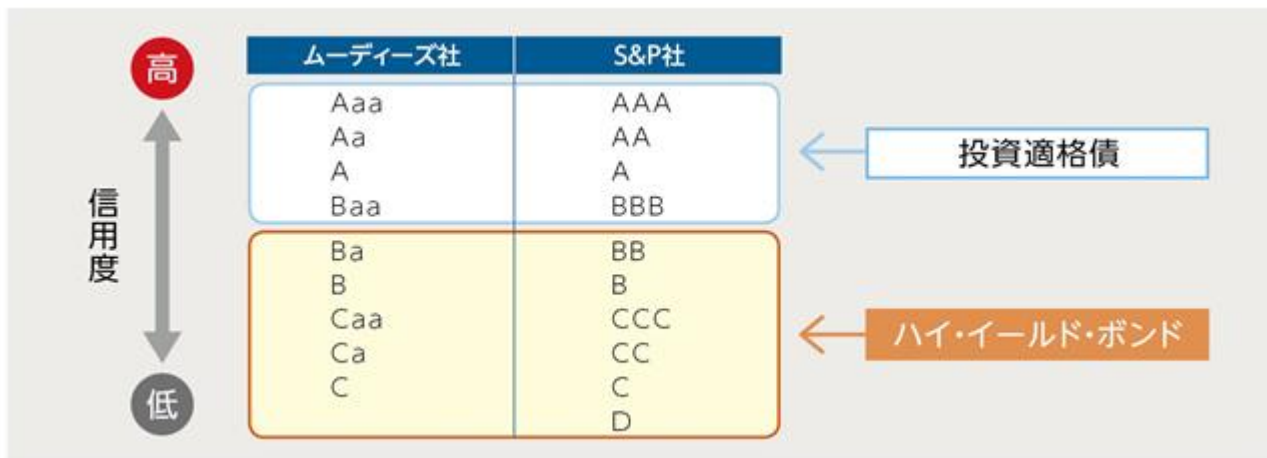 高
信用度
低
ムーディーズ社 S&P社
Aaa AAA
Aa AA
A A
Baa BBB
投資適格債
Ba BB
B B
Caa CCC
Ca CC
C C
D
ハイ・イールド・ボンド